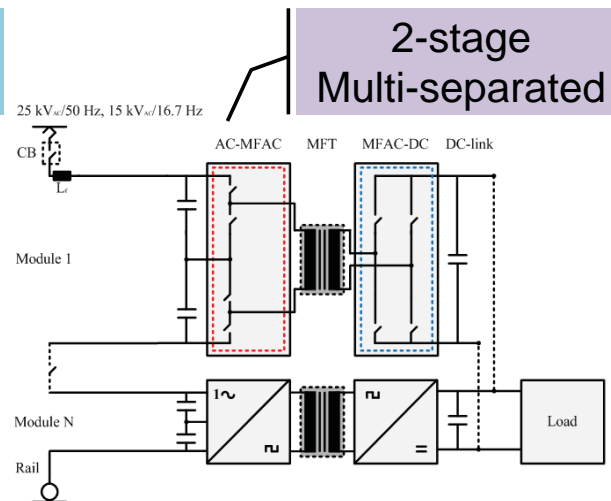 2-stage
Multi-separated
25 kVAC/50 Hz, 15 kVAC/16.7 Hz
AC-MFAC MFT MFAC-DC DC-link
CB
Lf
Module 1
1
Module N
Load
=
Rail